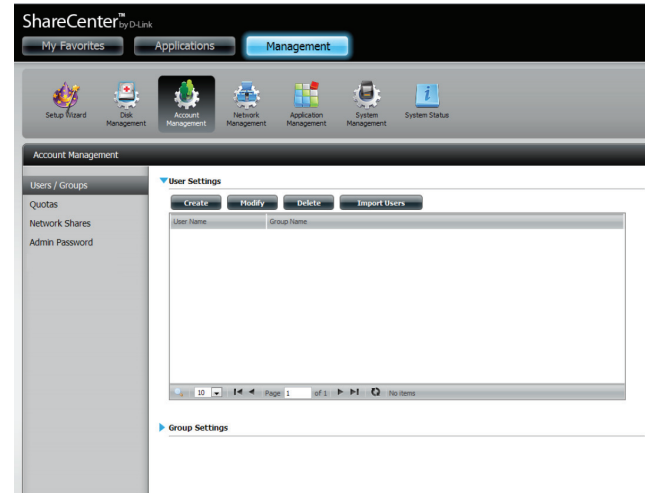 ShareCenter™ by D-Link
My Favorites Applications Management
Setup Wizard Disk Management Account Management Network Management Application Management System Management System Status
Account Management
Users / Groups
Quotas
Network Shares
Admin Password
User Settings
Create Modify Delete Import Users
User Name Group Name
10 Page 1 of 1 No items
Group Settings